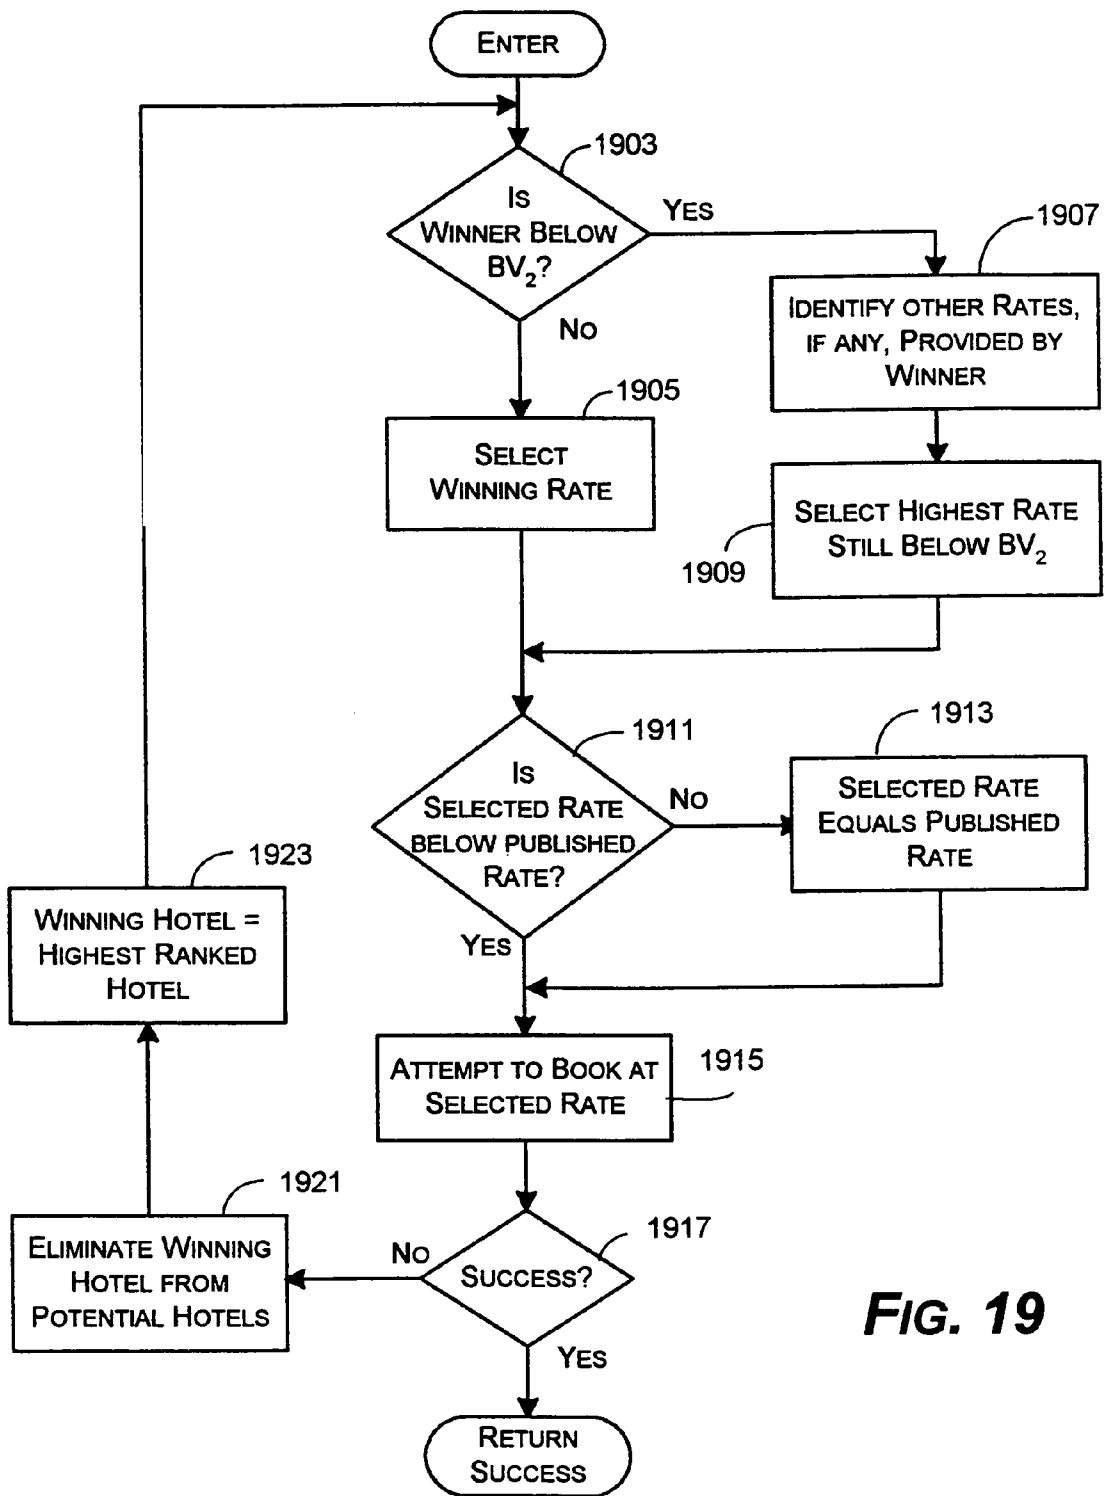 ENTER
1903
IS
WINNER BELOW
BV₂?
YES
NO
1907
IDENTIFY OTHER RATES,
IF ANY, PROVIDED BY
WINNER
1905
SELECT
WINNING RATE
SELECT HIGHEST RATE
STILL BELOW BV₂
1909
1911
IS
SELECTED RATE
BELOW PUBLISHED
RATE?
NO
YES
1913
SELECTED RATE
EQUALS PUBLISHED
RATE
1923
WINNING HOTEL =
HIGHEST RANKED
HOTEL
ATTEMPT TO BOOK AT
SELECTED RATE
1915
1921
ELIMINATE WINNING
HOTEL FROM
POTENTIAL HOTELS
NO
1917
SUCCESS?
YES
RETURN
SUCCESS
FIG. 19